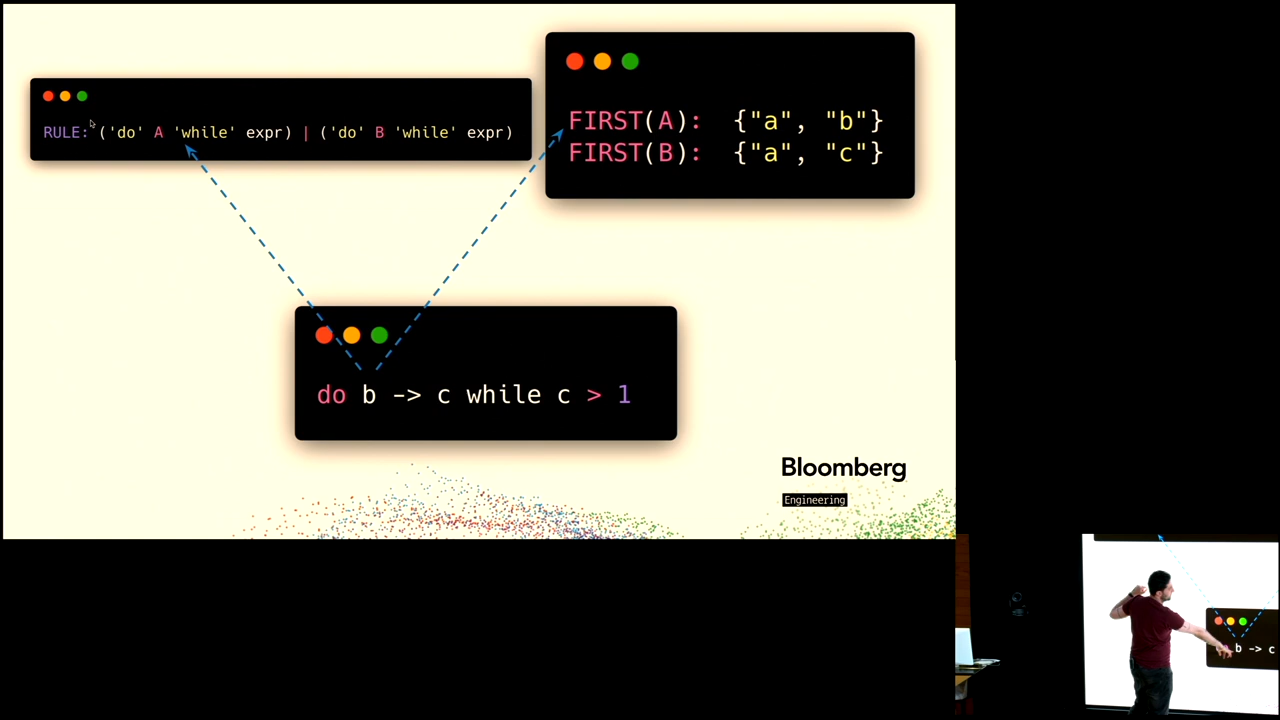 RULE: ('do' A 'while' expr) | ('do' B 'while' expr)
FIRST(A): {"a", "b"}
FIRST(B): {"a", "c"}
do b -> c while c > 1
Bloomberg
Engineering
b -> c